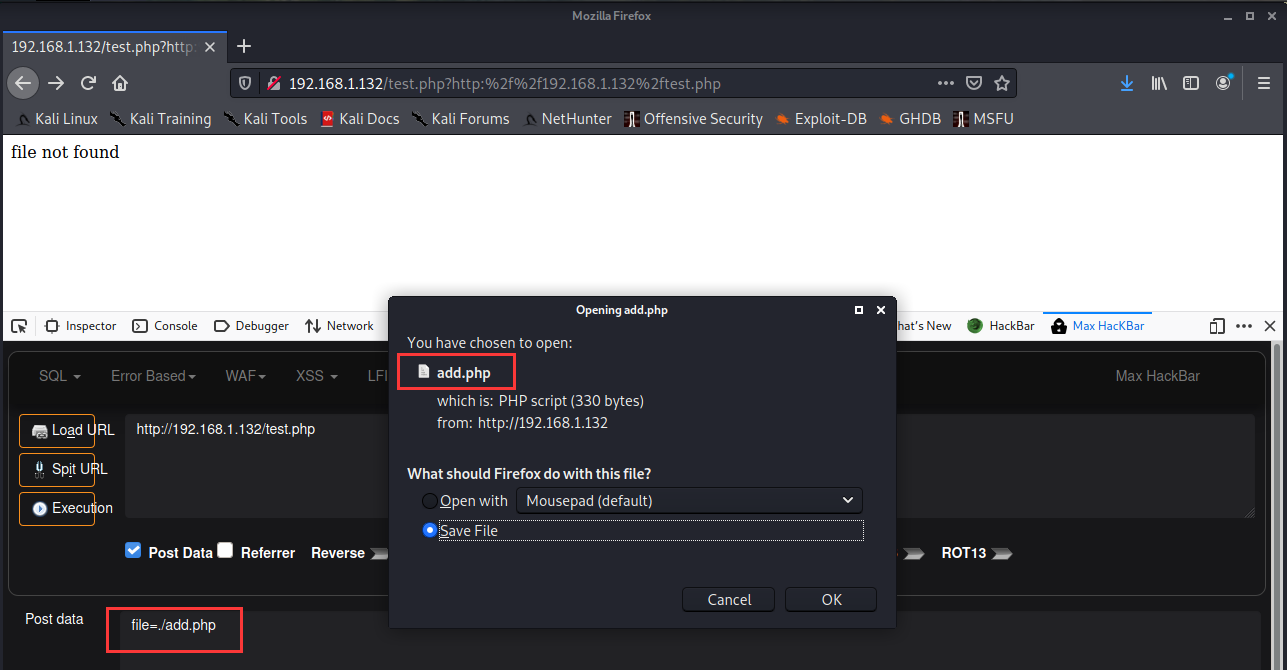 Mozilla Firefox
192.168.1.132/test.php?http:
192.168.1.132/test.php?http:%2f%2f192.168.1.132%2ftest.php
Kali Linux Kali Training Kali Tools Kali Docs Kali Forums NetHunter Offensive Security Exploit-DB GHDB MSFU
file not found
Opening add.php
Inspector Console Debugger Network hat's New HackBar Max HacKBar
You have chosen to open:
add.php
which is: PHP script (330 bytes)
from: http://192.168.1.132
What should Firefox do with this file?
Open with Mousepad (default)
Save File
Cancel OK
SQL Error Based WAF XSS LFI Max HackBar
Load URL http://192.168.1.132/test.php
Spit URL
Execution
Post Data Referrer Reverse ROT13
Post data file=./add.php